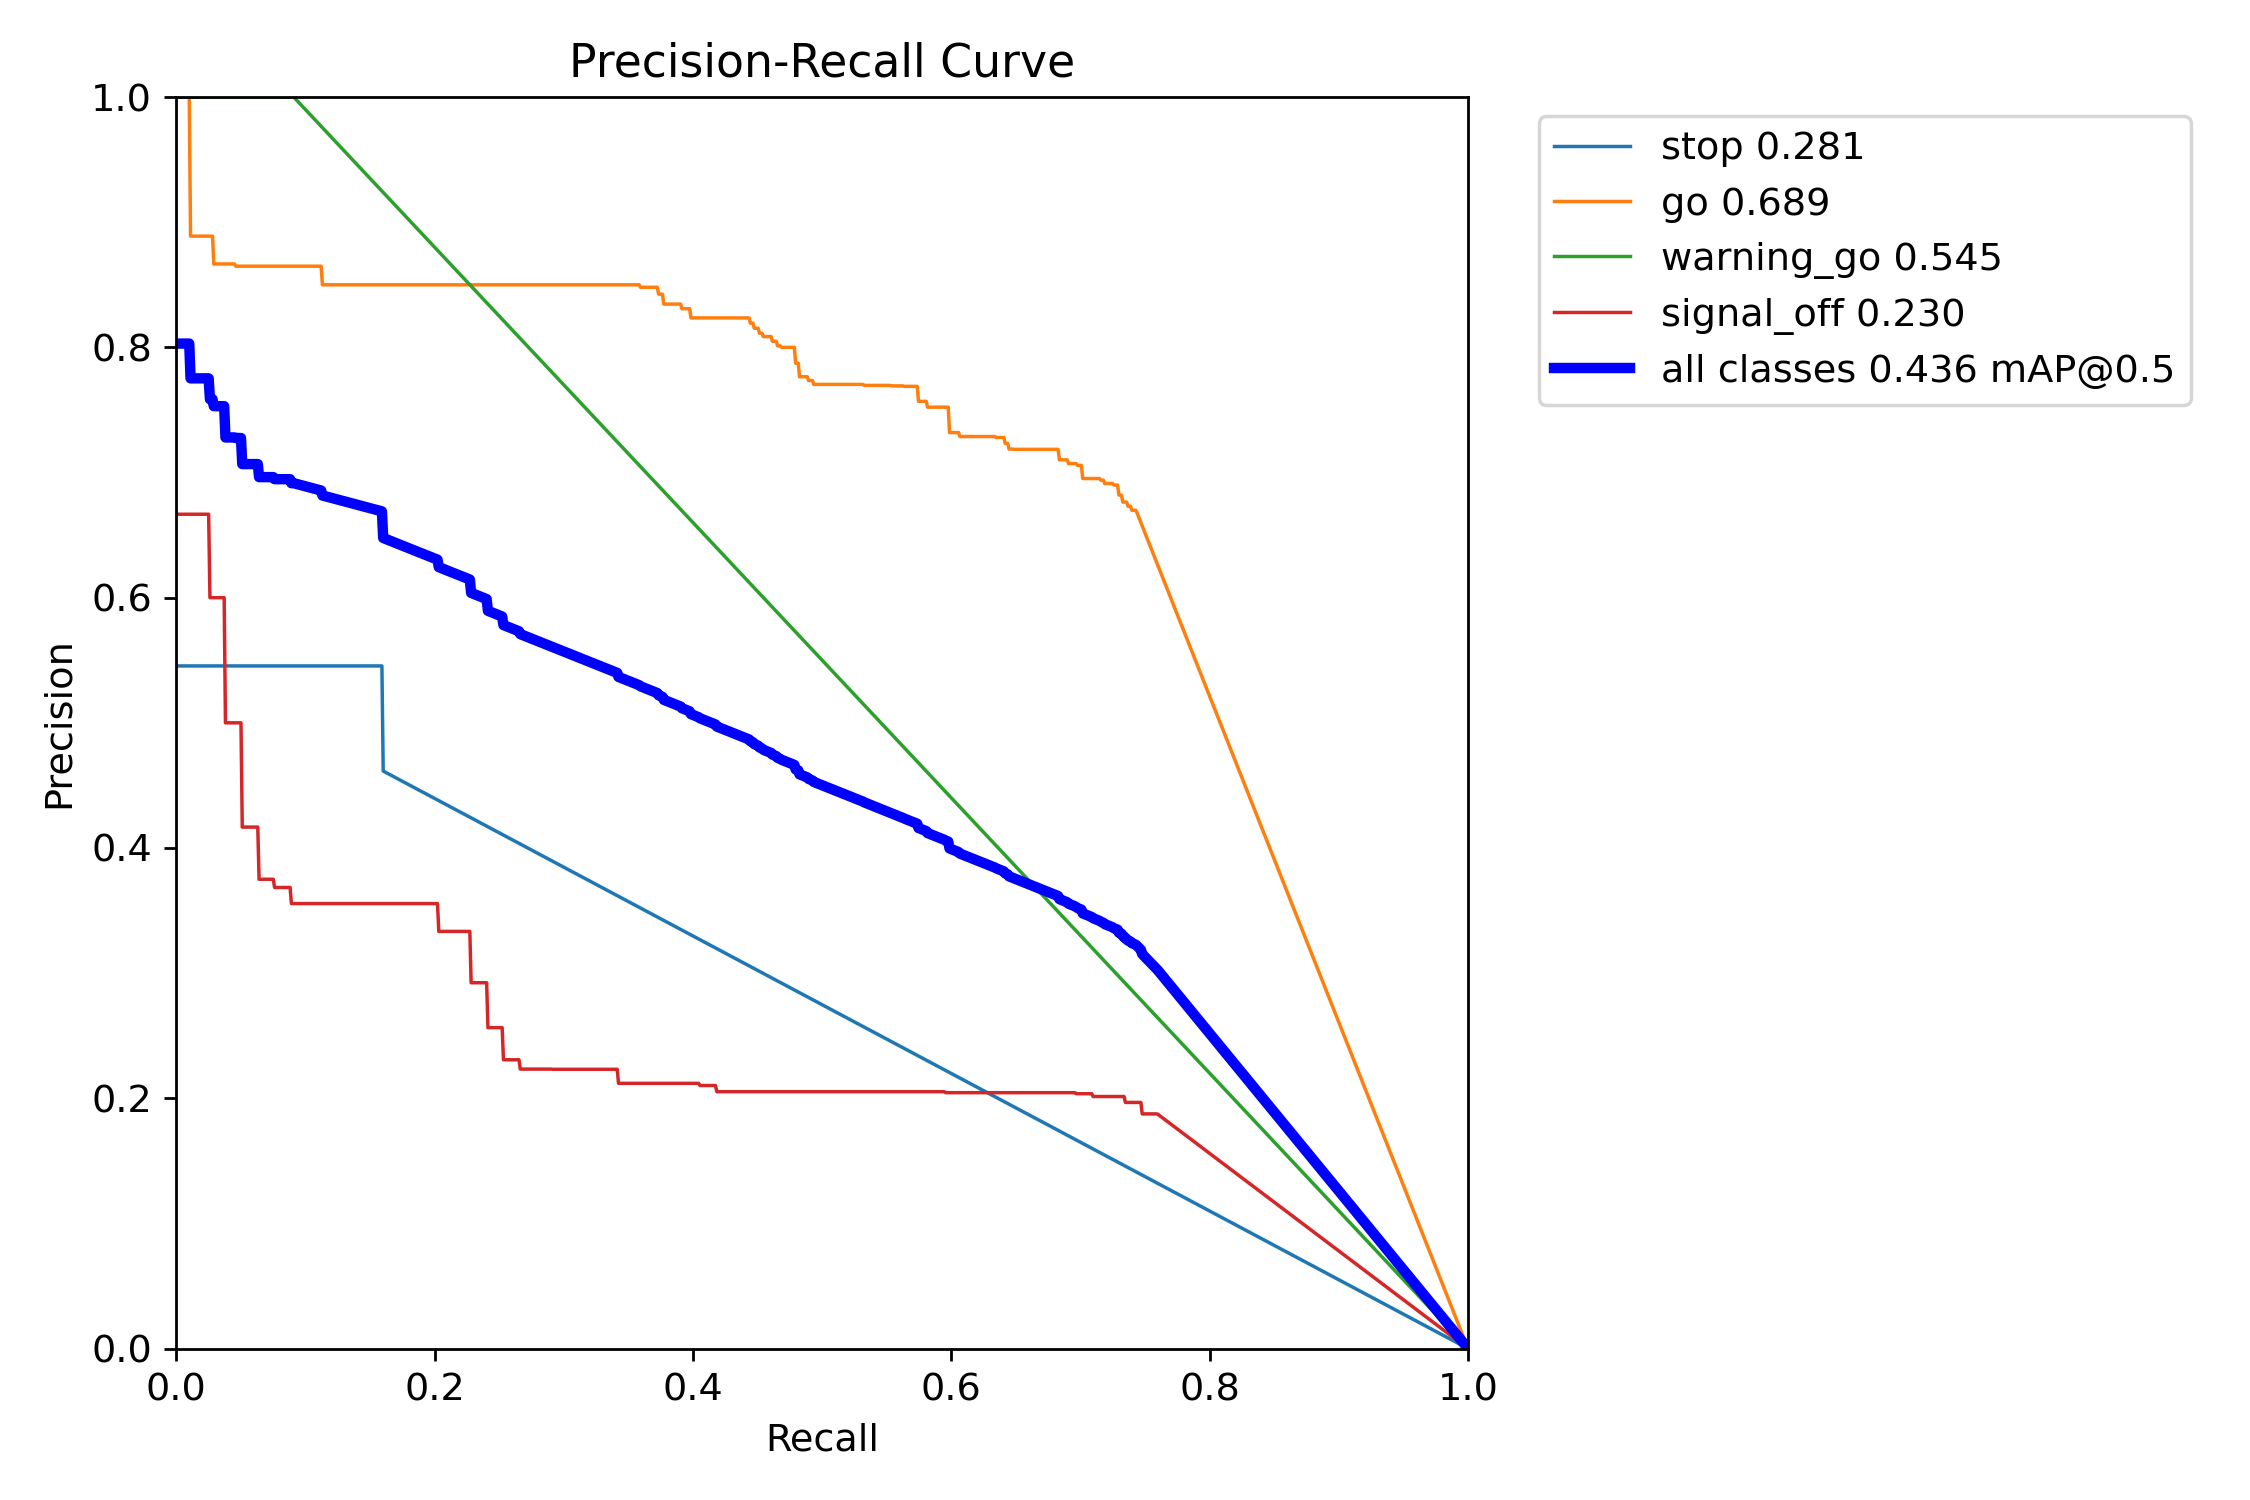 Precision-Recall Curve
1.0
0.8
0.6
0.4
0.2
0.0
Precision
0.0 0.2 0.4 0.6 0.8 1.0
Recall
stop 0.281
go 0.689
warning_go 0.545
signal_off 0.230
all classes 0.436 mAP@0.5